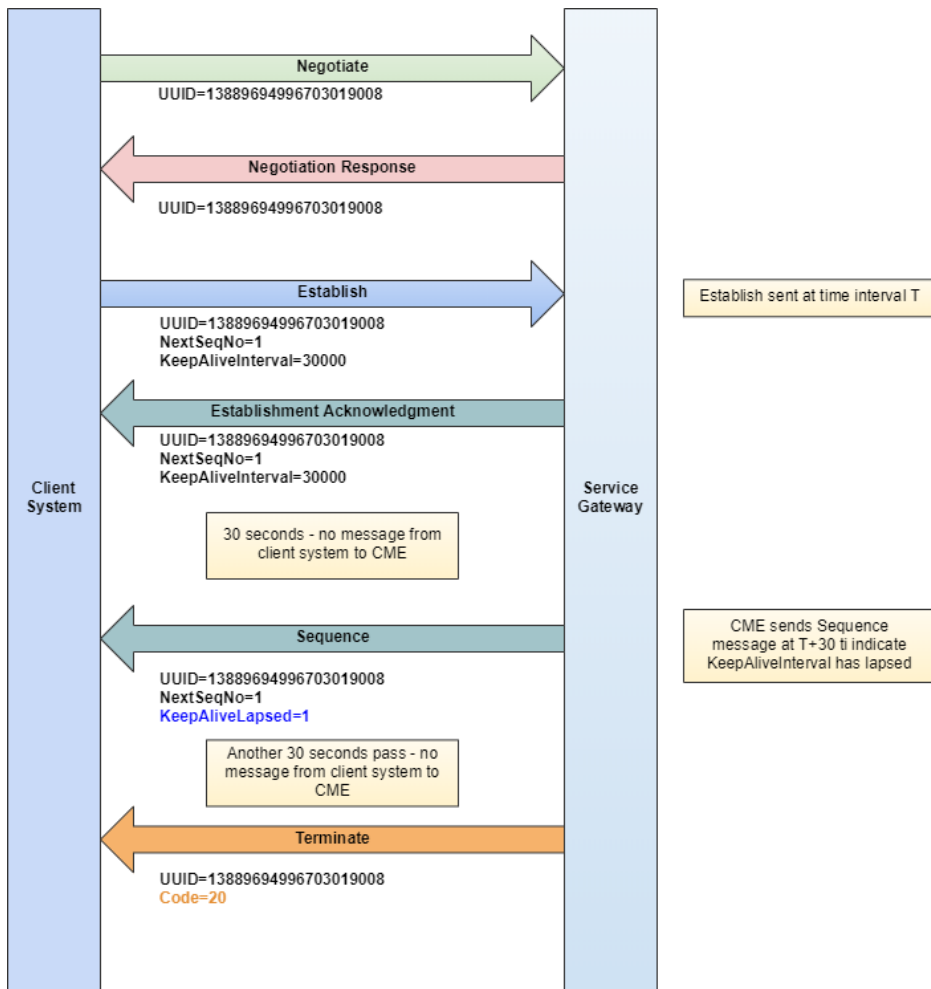 Negotiate
UUID=13889694996703019008
Negotiation Response
UUID=13889694996703019008
Establish
Establish sent at time interval T
UUID=13889694996703019008
NextSeqNo=1
KeepAliveInterval=30000
Establishment Acknowledgment
UUID=13889694996703019008
NextSeqNo=1
KeepAliveInterval=30000
Client
System
Service
Gateway
30 seconds - no message from
client system to CME
Sequence
CME sends Sequence
message at T+30 ti indicate
KeepAliveInterval has lapsed
UUID=13889694996703019008
NextSeqNo=1
KeepAliveLapsed=1
Another 30 seconds pass - no
message from client system to
CME
Terminate
UUID=13889694996703019008
Code=20